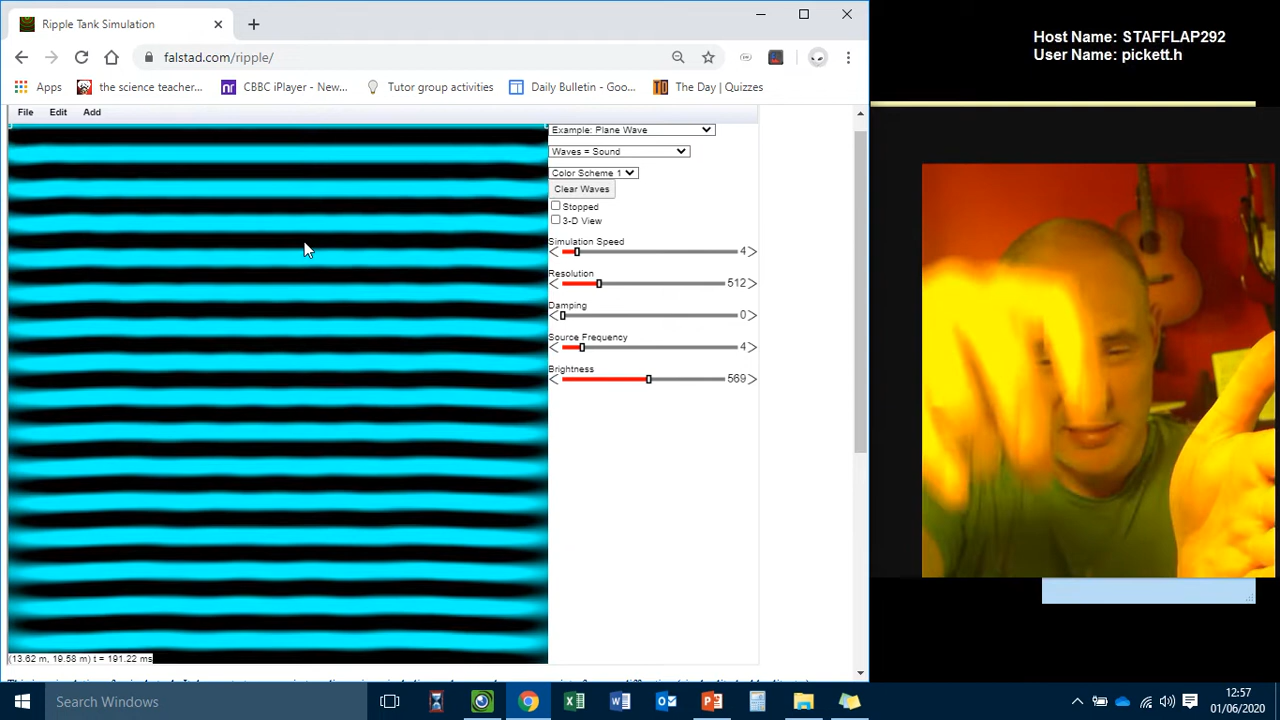 Ripple Tank Simulation
falstad.com/ripple/
Apps the science teacher... CBBC iPlayer - New... Tutor group activities Daily Bulletin - Goo... The Day | Quizzes
File Edit Add
Example: Plane Wave
Waves = Sound
Color Scheme 1
Clear Waves
Stopped
3-D View
Simulation Speed
4
Resolution
512
Damping
0
Source Frequency
4
Brightness
569
(13.62 m, 19.58 m) t = 191.22 ms
Host Name: STAFFLAP292
User Name: pickett.h
Search Windows
12:57
01/06/2020